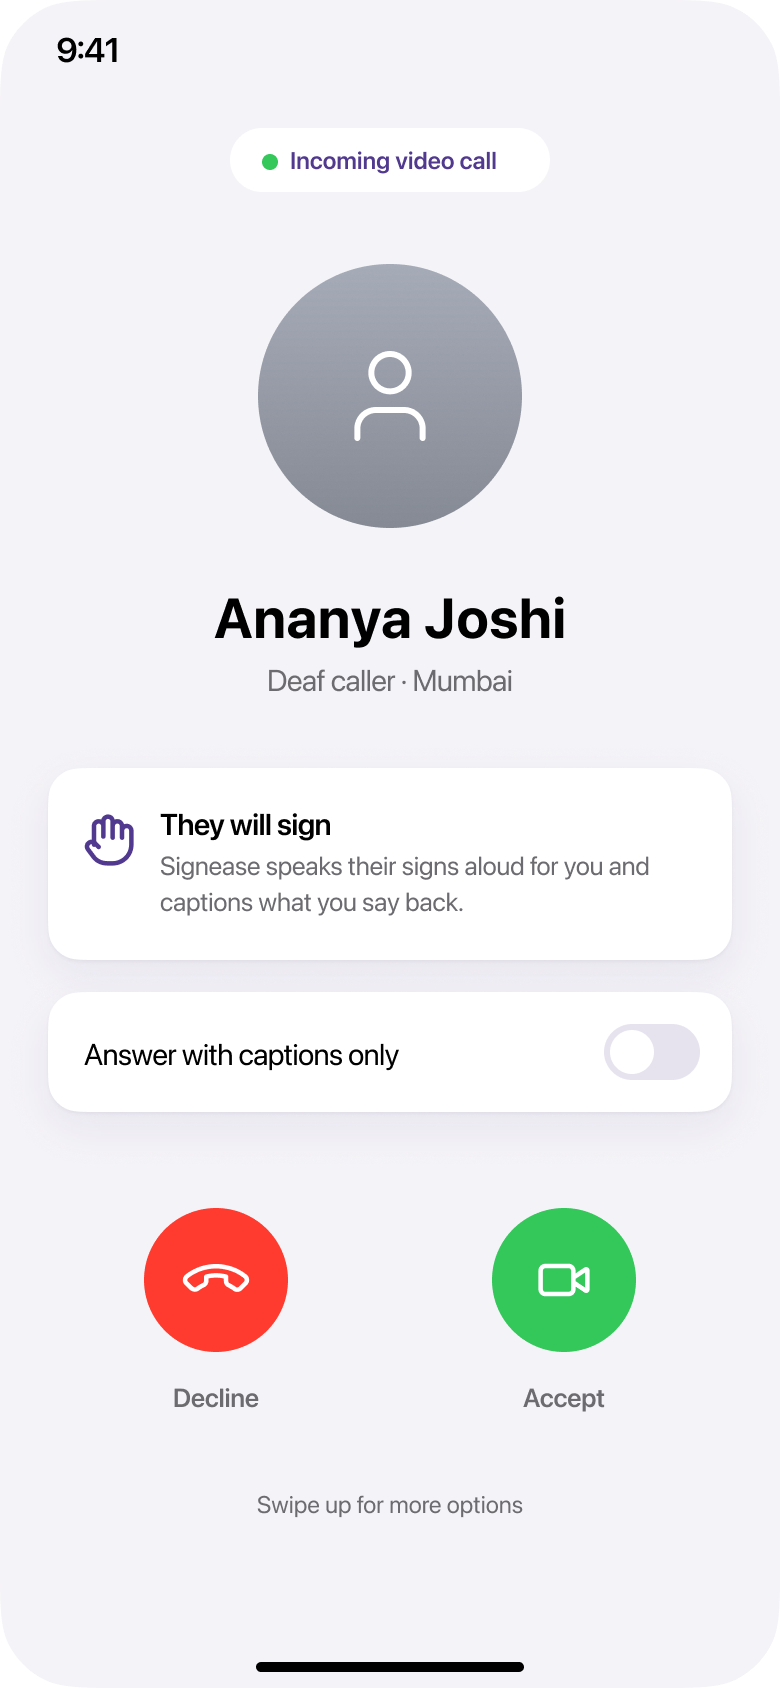 9:41
Incoming video call
Ananya Joshi
Deaf caller · Mumbai
They will sign
Signease speaks their signs aloud for you and
captions what you say back.
Answer with captions only
Decline
Accept
Swipe up for more options